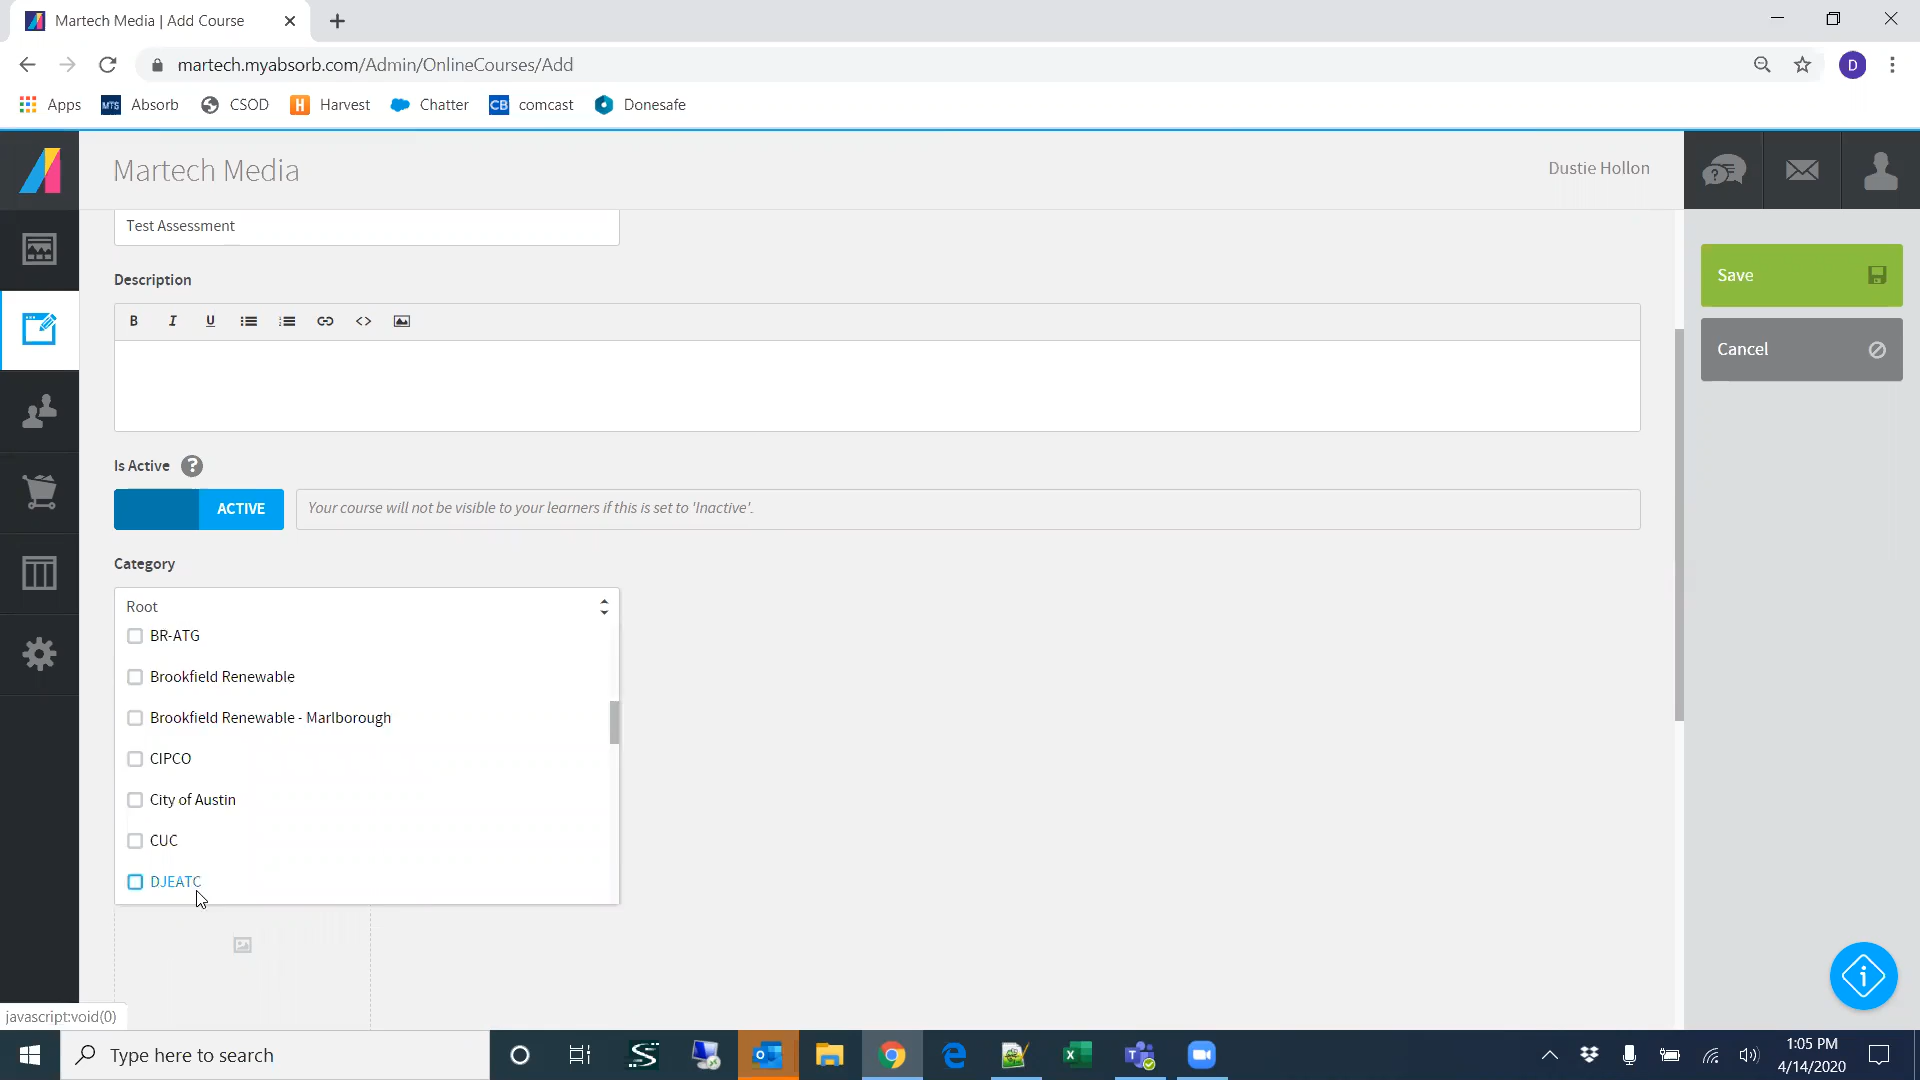 Martech Media | Add Course
martech.myabsorb.com/Admin/OnlineCourses/Add
Apps MTS Absorb CSOD H Harvest Chatter CB comcast Donesafe
D
Martech Media
Dustie Hollon
Test Assessment
Save
Cancel
Description
B I U
Is Active ?
ACTIVE Your course will not be visible to your learners if this is set to 'Inactive'.
Category
Root
BR-ATG
Brookfield Renewable
Brookfield Renewable - Marlborough
CIPCO
City of Austin
CUC
DJEATC
javascript:void(0)
Type here to search
1:05 PM
4/14/2020